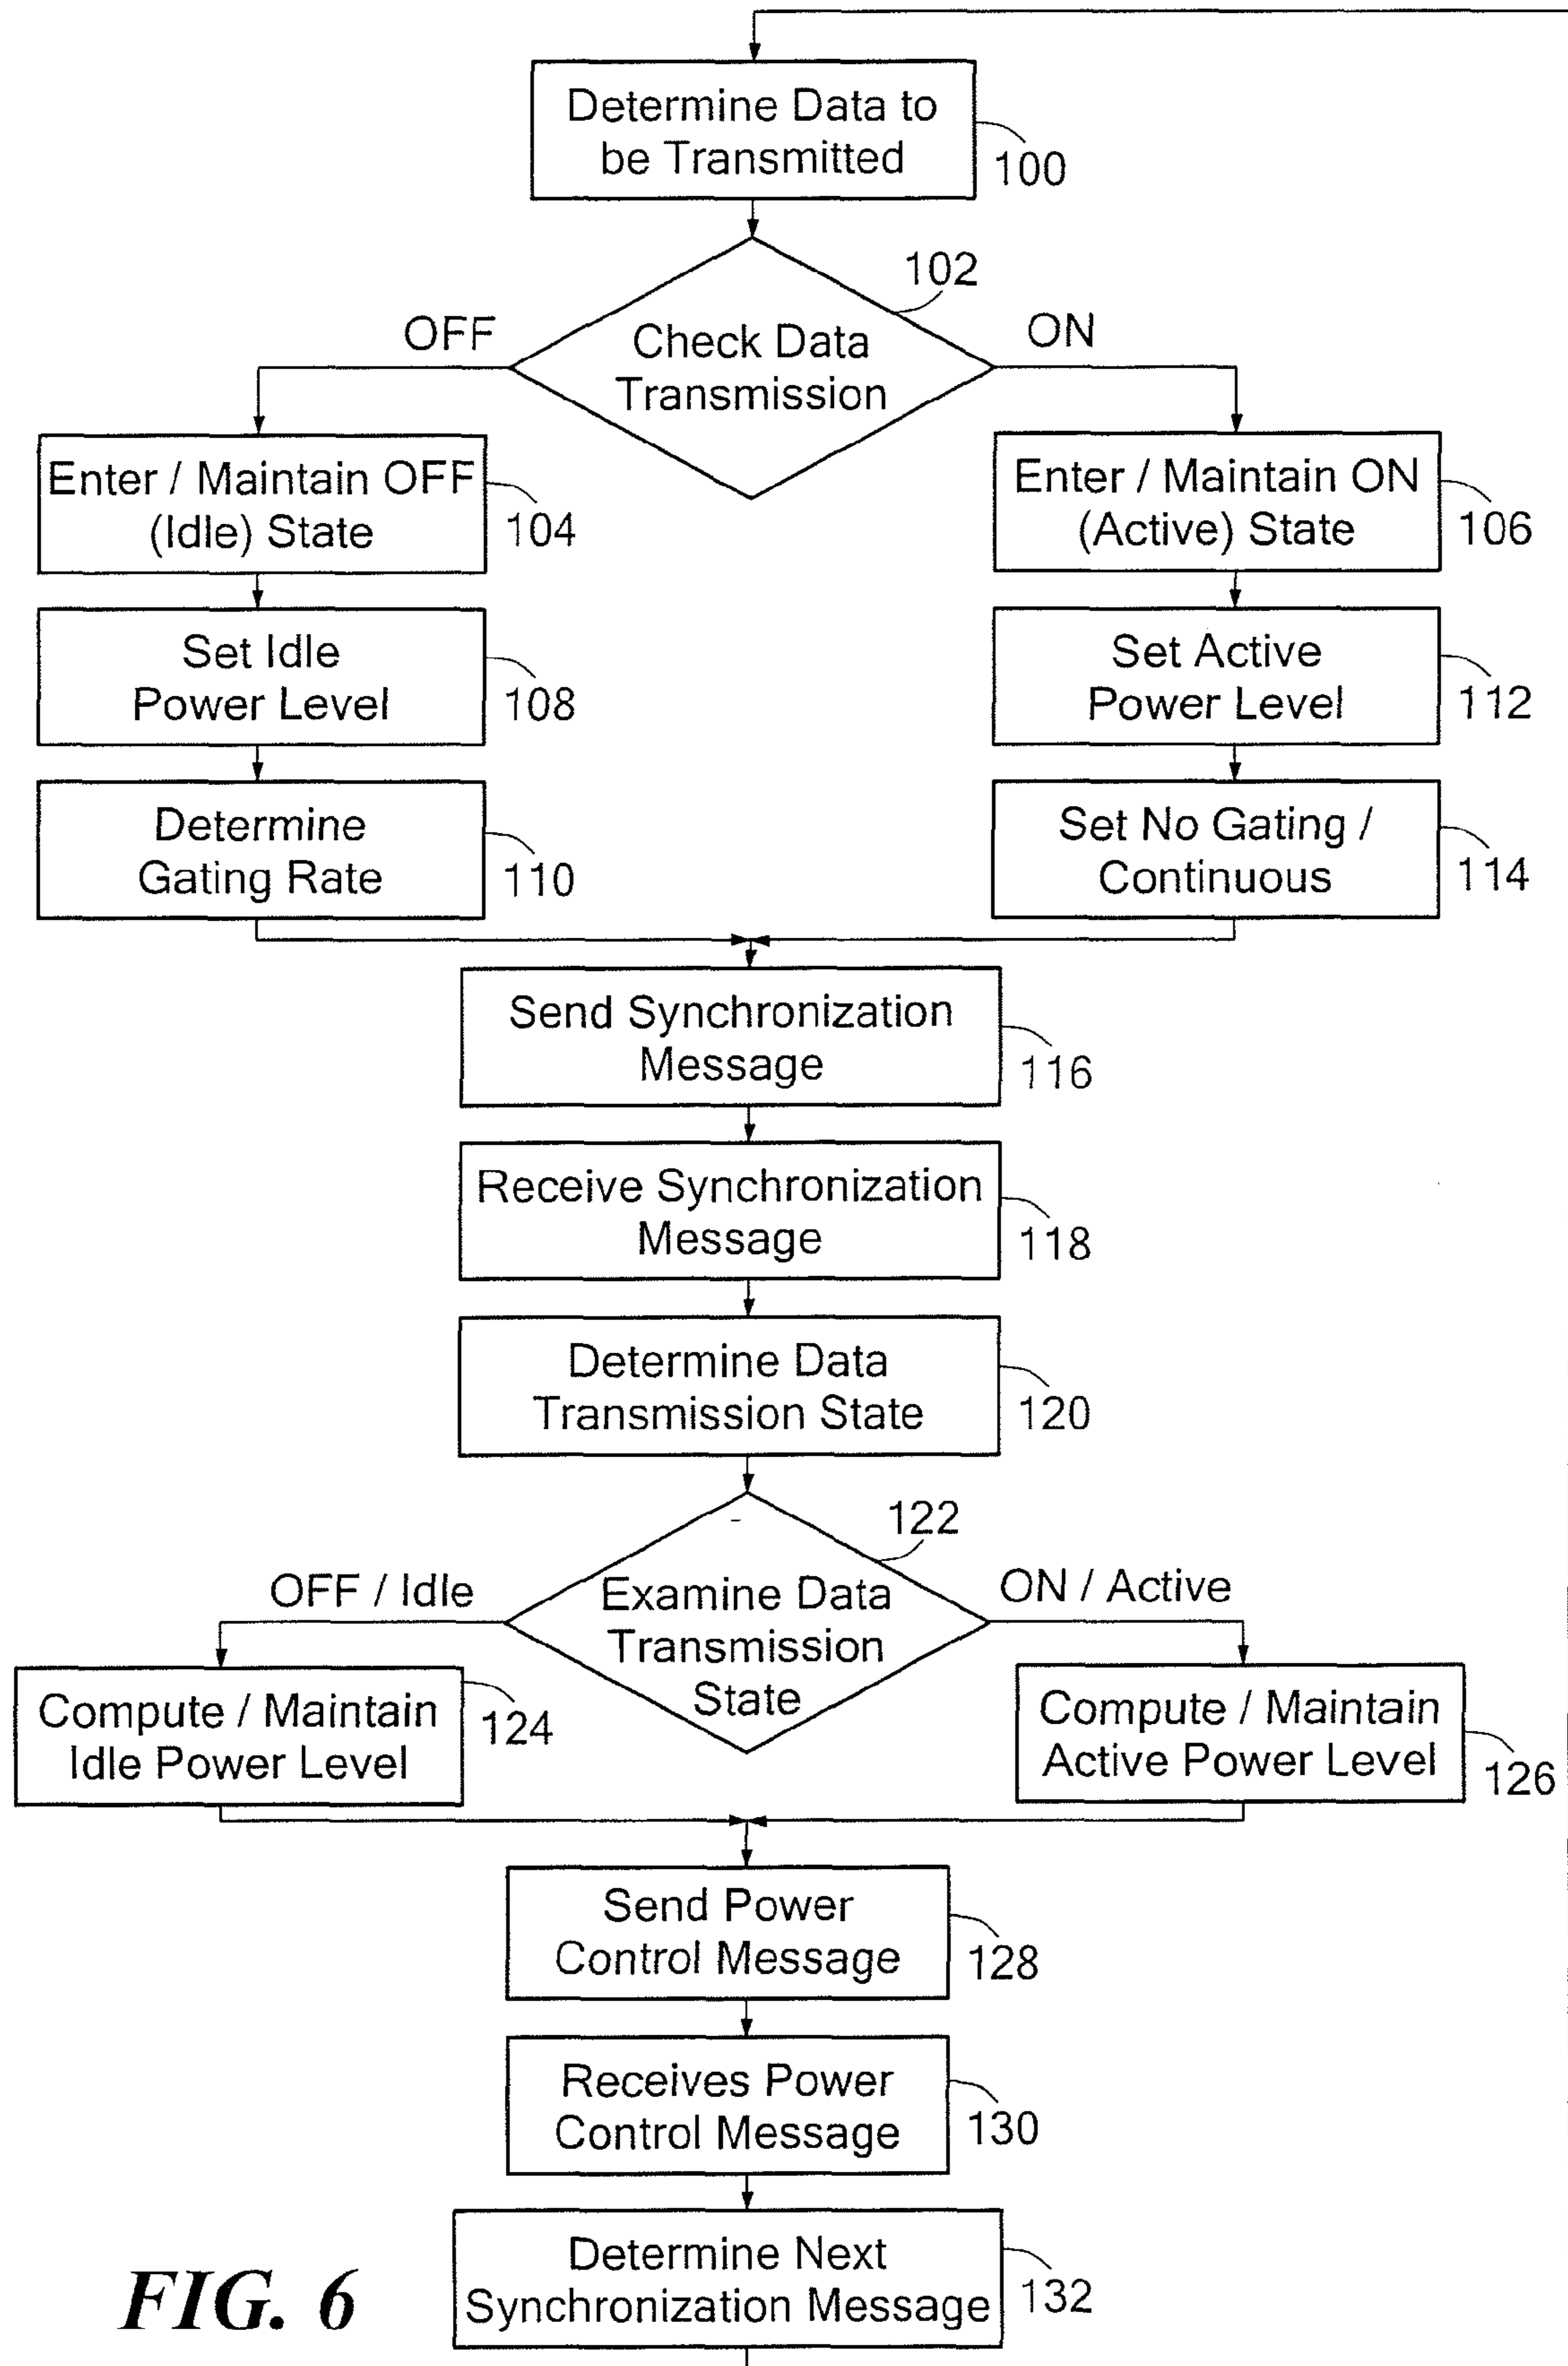 Determine Data to
be Transmitted
100
102
OFF
Check Data
Transmission
ON
Enter / Maintain OFF
(Idle) State
104
Enter / Maintain ON
(Active) State
106
Set Idle
Power Level
108
Set Active
Power Level
112
Determine
Gating Rate
110
Set No Gating /
Continuous
114
Send Synchronization
Message
116
Receive Synchronization
Message
118
Determine Data
Transmission State
120
122
OFF / Idle
Examine Data
Transmission
State
ON / Active
Compute / Maintain
Idle Power Level
124
Compute / Maintain
Active Power Level
126
Send Power
Control Message
128
Receives Power
Control Message
130
Determine Next
Synchronization Message
132
FIG. 6